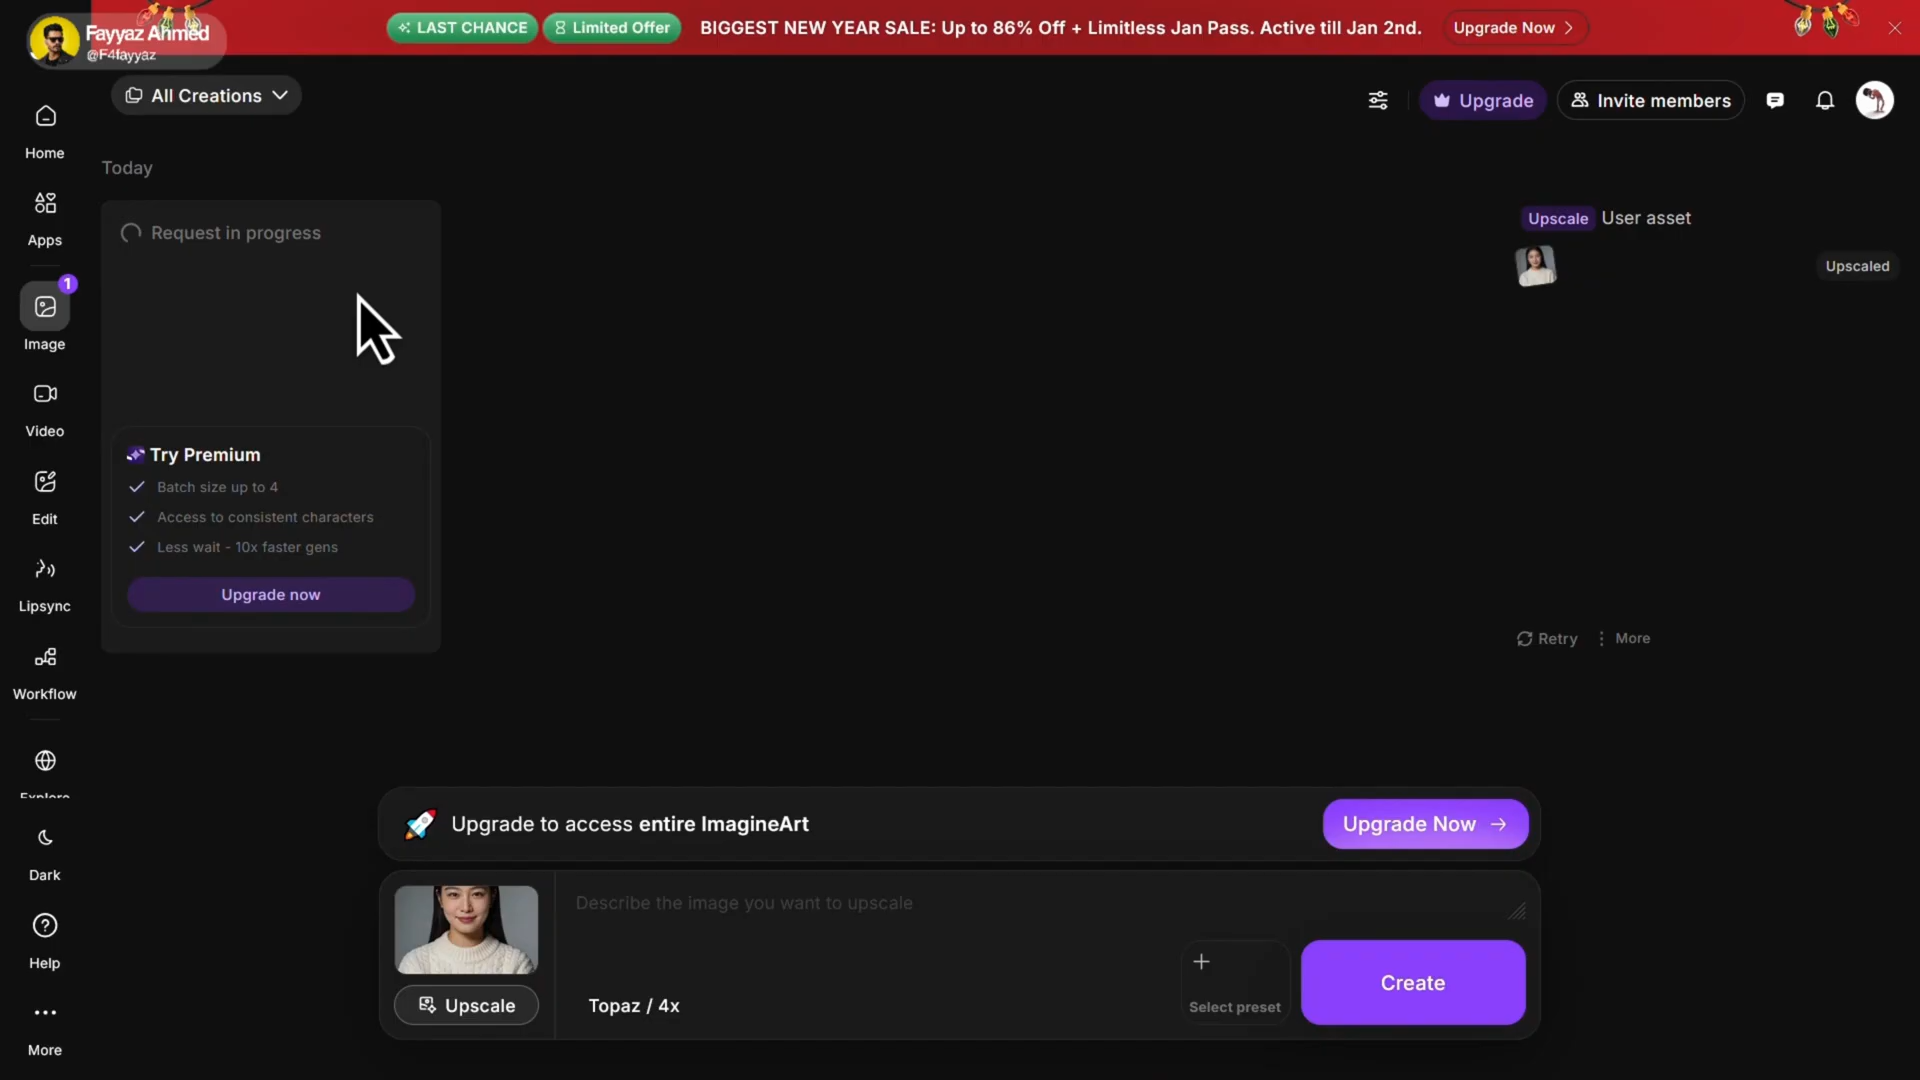 Fayyaz Ahmed
@F4fayyaz
LAST CHANCE
Limited Offer
BIGGEST NEW YEAR SALE: Up to 86% Off + Limitless Jan Pass. Active till Jan 2nd.
Upgrade Now
All Creations
Upgrade
Invite members
Home
Apps
1
Image
Video
Edit
Lipsync
Workflow
Explore
Dark
Help
More
Today
Request in progress
Try Premium
Batch size up to 4
Access to consistent characters
Less wait - 10x faster gens
Upgrade now
Upscale User asset
Upscaled
Retry
More
Upgrade to access entire ImagineArt
Upgrade Now
Describe the image you want to upscale
Upscale
Topaz / 4x
Select preset
Create